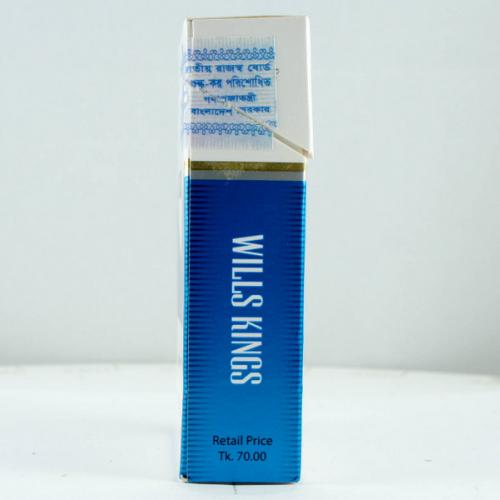 জাতীয় রাজস্ব বোর্ড
শুল্ক-কর পরিশোধিত
গণপ্রজাতন্ত্রী
বাংলাদেশ সরকার
WILLS KINGS
Retail Price
Tk. 70.00